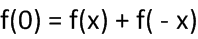 f(0) = f(x) + f( - x)